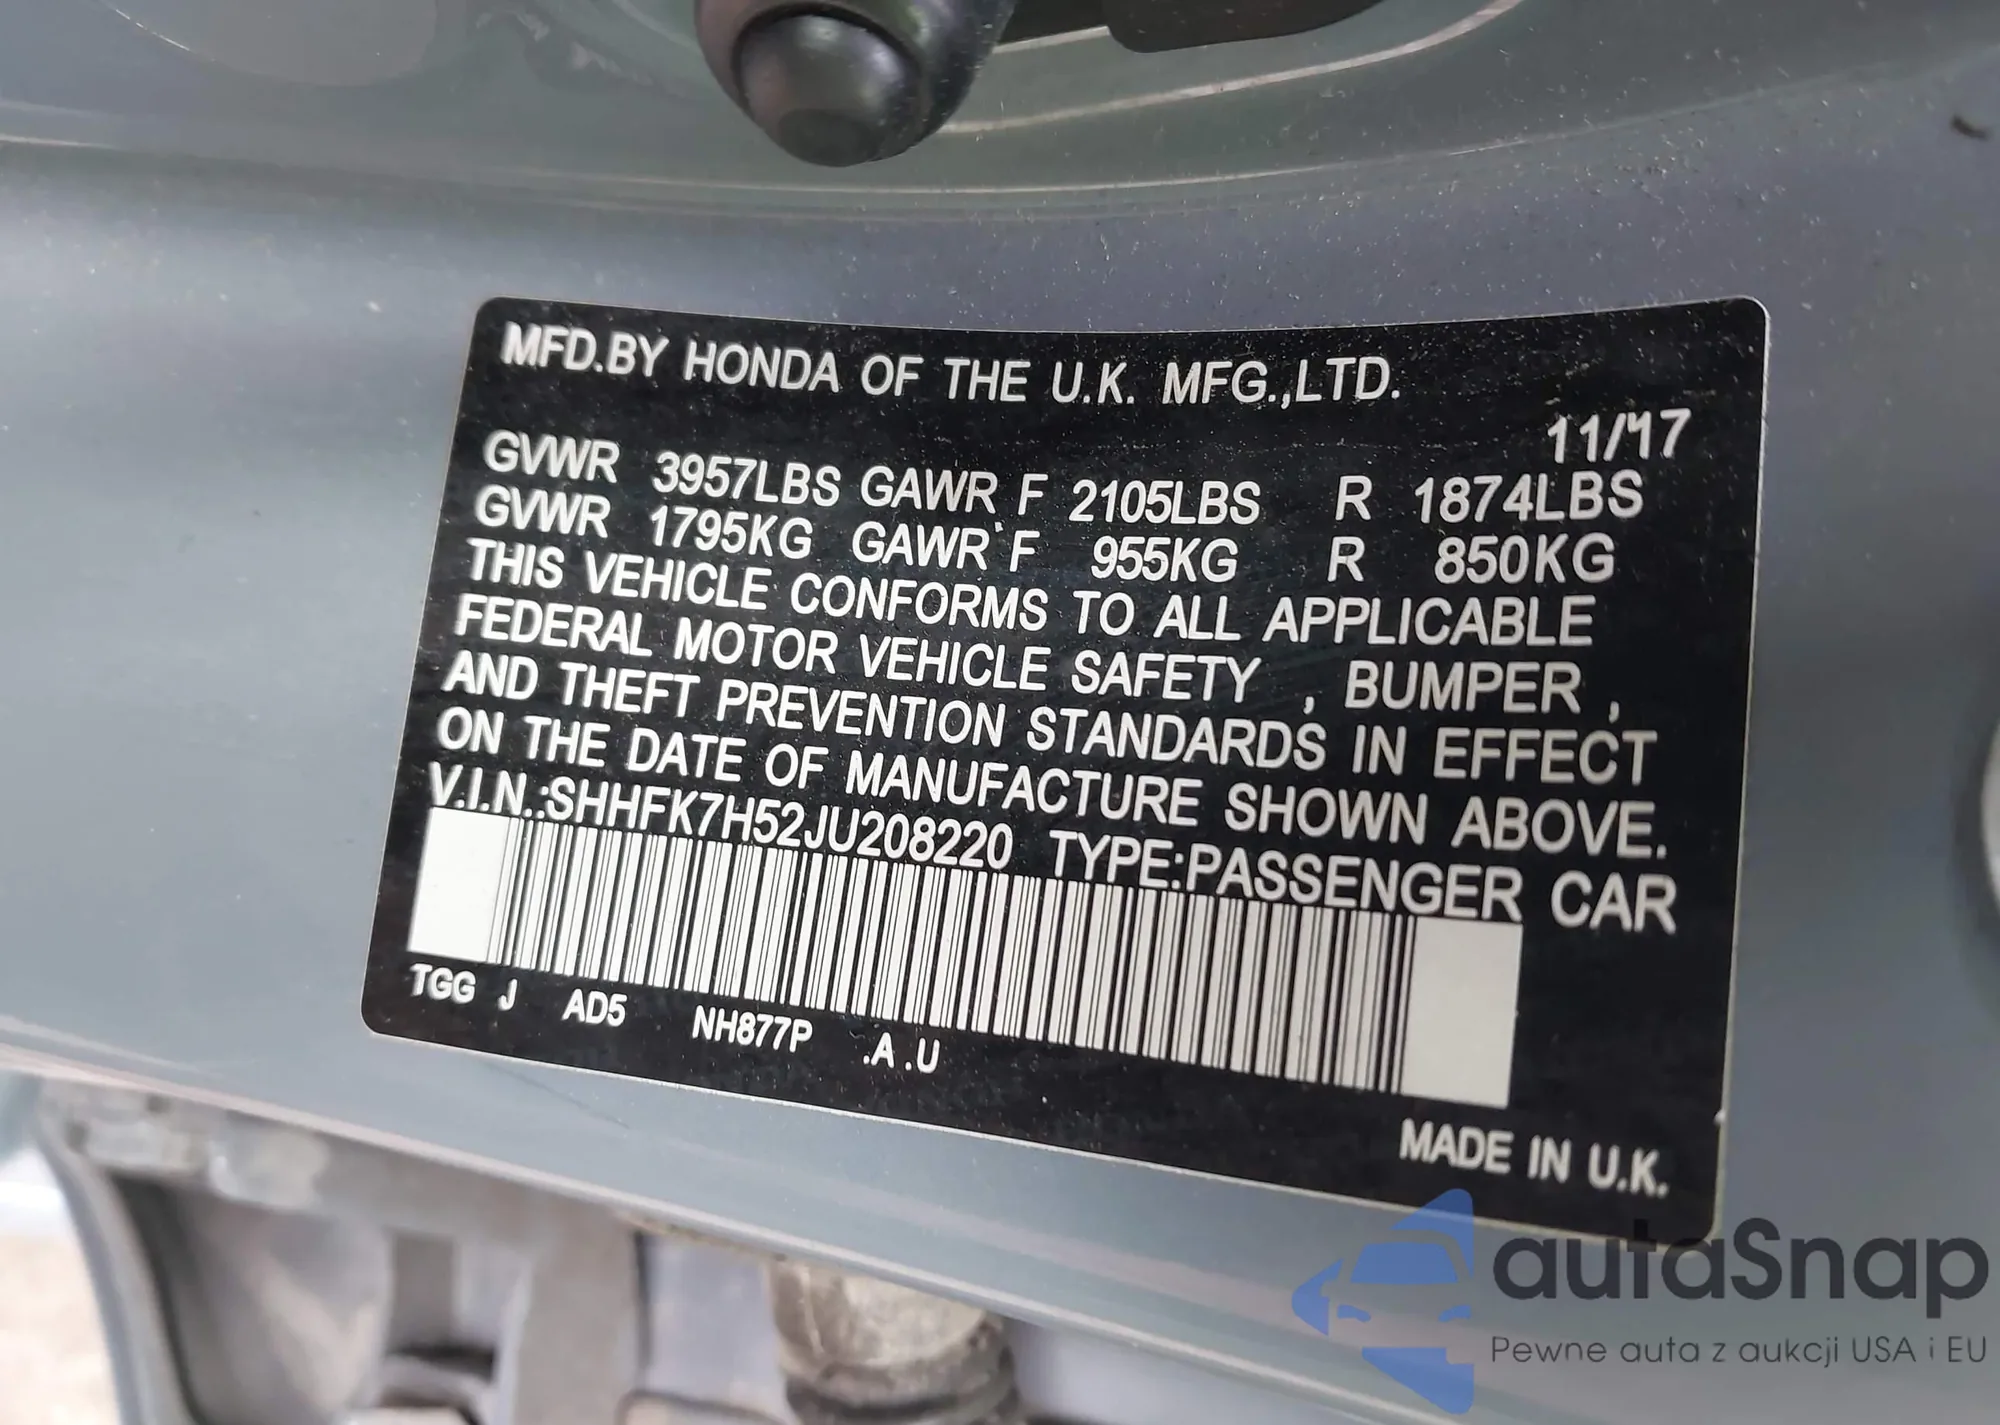 MFD.BY HONDA OF THE U.K. MFG.,LTD.
11/'17
GVWR 3957LBS GAWR F 2105LBS R 1874LBS
GVWR 1795KG GAWR F 955KG R 850KG
THIS VEHICLE CONFORMS TO ALL APPLICABLE
FEDERAL MOTOR VEHICLE SAFETY , BUMPER ,
AND THEFT PREVENTION STANDARDS IN EFFECT
ON THE DATE OF MANUFACTURE SHOWN ABOVE.
V.I.N.:SHHFK7H52JU208220 TYPE:PASSENGER CAR
TGG J AD5 NH877P .A .U
MADE IN U.K.
autaSnap
Pewne auta z aukcji USA i EU